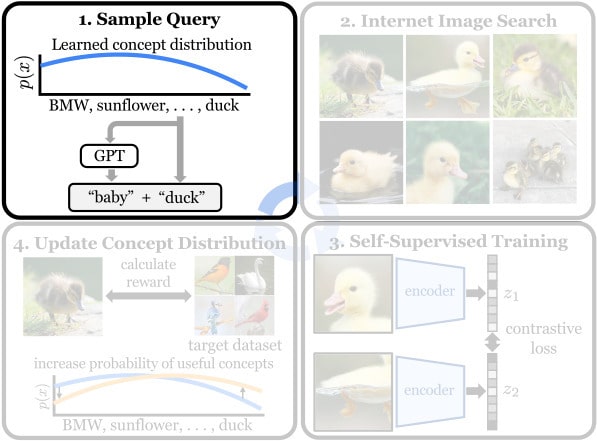 1. Sample Query
Learned concept distribution
p(x)
BMW, sunflower, . . . , duck
GPT
“baby” + “duck”
2. Internet Image Search
4. Update Concept Distribution
calculate
reward
target dataset
increase probability of useful concepts
p(x)
BMW, sunflower, . . . , duck
3. Self-Supervised Training
encoder
z1
contrastive
loss
encoder
z2